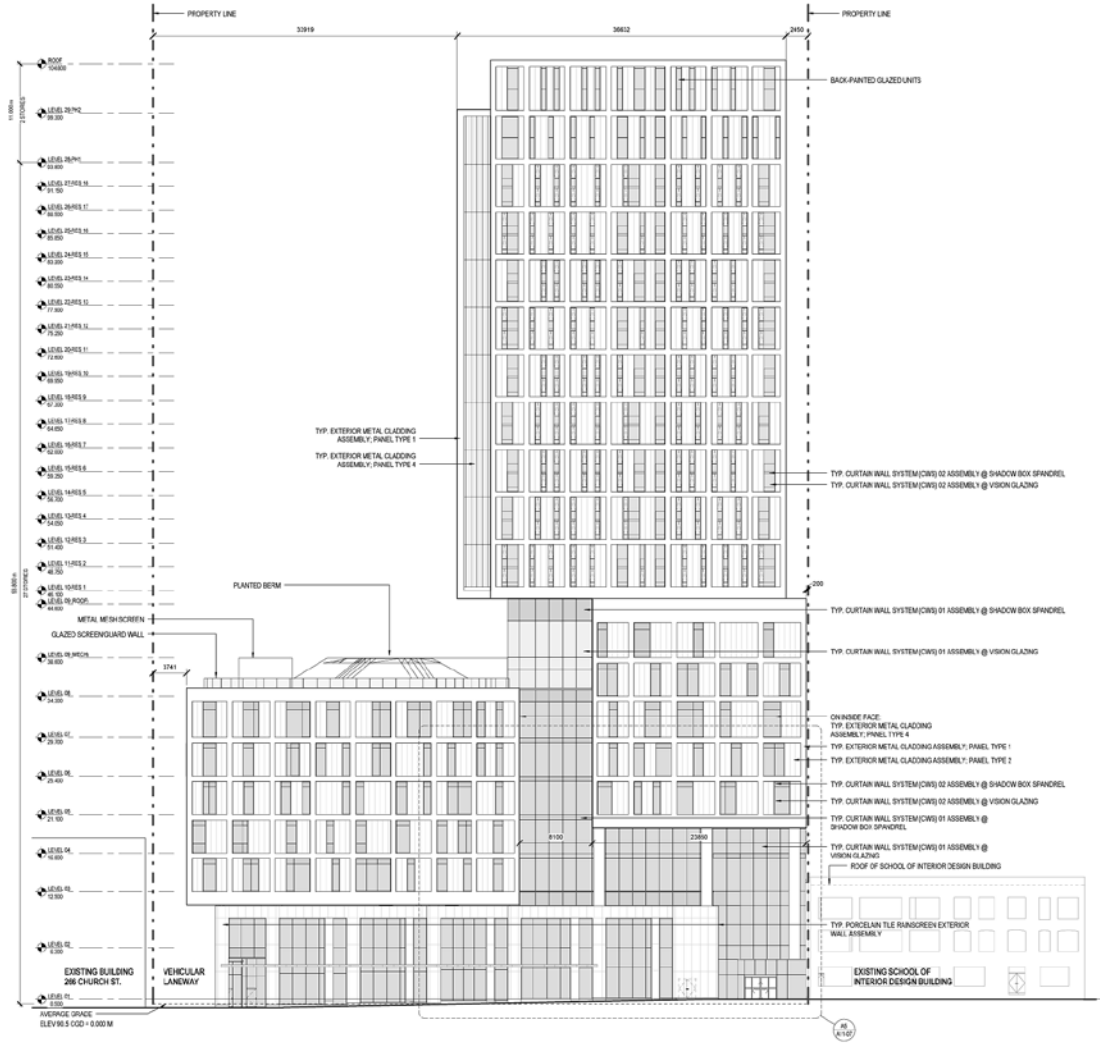 PROPERTY LINE
PROPERTY LINE
33919
36632
2450
ROOF
104800
BACK-PAINTED GLAZED UNITS
11.000 m
2 STORIES
LEVEL 29-PH2
99.300
LEVEL 28-PH1
93.800
LEVEL 27-RES 18
91.150
LEVEL 26-RES 17
88.500
LEVEL 25-RES 16
85.850
LEVEL 24-RES 15
83.200
LEVEL 23-RES 14
80.550
LEVEL 22-RES 13
77.900
LEVEL 21-RES 12
75.250
LEVEL 20-RES 11
72.600
LEVEL 19-RES 10
69.950
LEVEL 18-RES 9
67.300
LEVEL 17-RES 8
64.650
LEVEL 16-RES 7
62.000
TYP. EXTERIOR METAL CLADDING
ASSEMBLY; PANEL TYPE 1
TYP. EXTERIOR METAL CLADDING
ASSEMBLY; PANEL TYPE 4
LEVEL 15-RES 6
59.350
TYP. CURTAIN WALL SYSTEM (CWS) 02 ASSEMBLY @ SHADOW BOX SPANDREL
TYP. CURTAIN WALL SYSTEM (CWS) 02 ASSEMBLY @ VISION GLAZING
LEVEL 14-RES 5
56.700
LEVEL 13-RES 4
54.050
LEVEL 12-RES 3
51.400
LEVEL 11-RES 2
48.750
93.800 m
27 STORIES
LEVEL 10-RES 1
46.100
LEVEL 09-ROOF
44.600
PLANTED BERM
200
METAL MESH SCREEN
GLAZED SCREEN/GUARD WALL
TYP. CURTAIN WALL SYSTEM (CWS) 01 ASSEMBLY @ SHADOW BOX SPANDREL
TYP. CURTAIN WALL SYSTEM (CWS) 01 ASSEMBLY @ VISION GLAZING
LEVEL 09-MECH
38.600
3741
LEVEL 08
34.300
ON INSIDE FACE:
TYP. EXTERIOR METAL CLADDING
ASSEMBLY; PANEL TYPE 4
LEVEL 07
29.700
TYP. EXTERIOR METAL CLADDING ASSEMBLY; PANEL TYPE 1
TYP. EXTERIOR METAL CLADDING ASSEMBLY; PANEL TYPE 2
LEVEL 06
25.400
TYP. CURTAIN WALL SYSTEM (CWS) 02 ASSEMBLY @ SHADOW BOX SPANDREL
TYP. CURTAIN WALL SYSTEM (CWS) 02 ASSEMBLY @ VISION GLAZING
LEVEL 05
21.100
TYP. CURTAIN WALL SYSTEM (CWS) 01 ASSEMBLY @
SHADOW BOX SPANDREL
8100
23890
LEVEL 04
16.800
TYP. CURTAIN WALL SYSTEM (CWS) 01 ASSEMBLY @
VISION GLAZING
ROOF OF SCHOOL OF INTERIOR DESIGN BUILDING
LEVEL 03
12.500
TYP. PORCELAIN TILE RAINSCREEN EXTERIOR
WALL ASSEMBLY
LEVEL 02
6.300
EXISTING BUILDING
266 CHURCH ST.
VEHICULAR
LANEWAY
EXISTING SCHOOL OF
INTERIOR DESIGN BUILDING
LEVEL 01
AVERAGE GRADE
ELEV 90.5 CGD = 0.000 M
A6